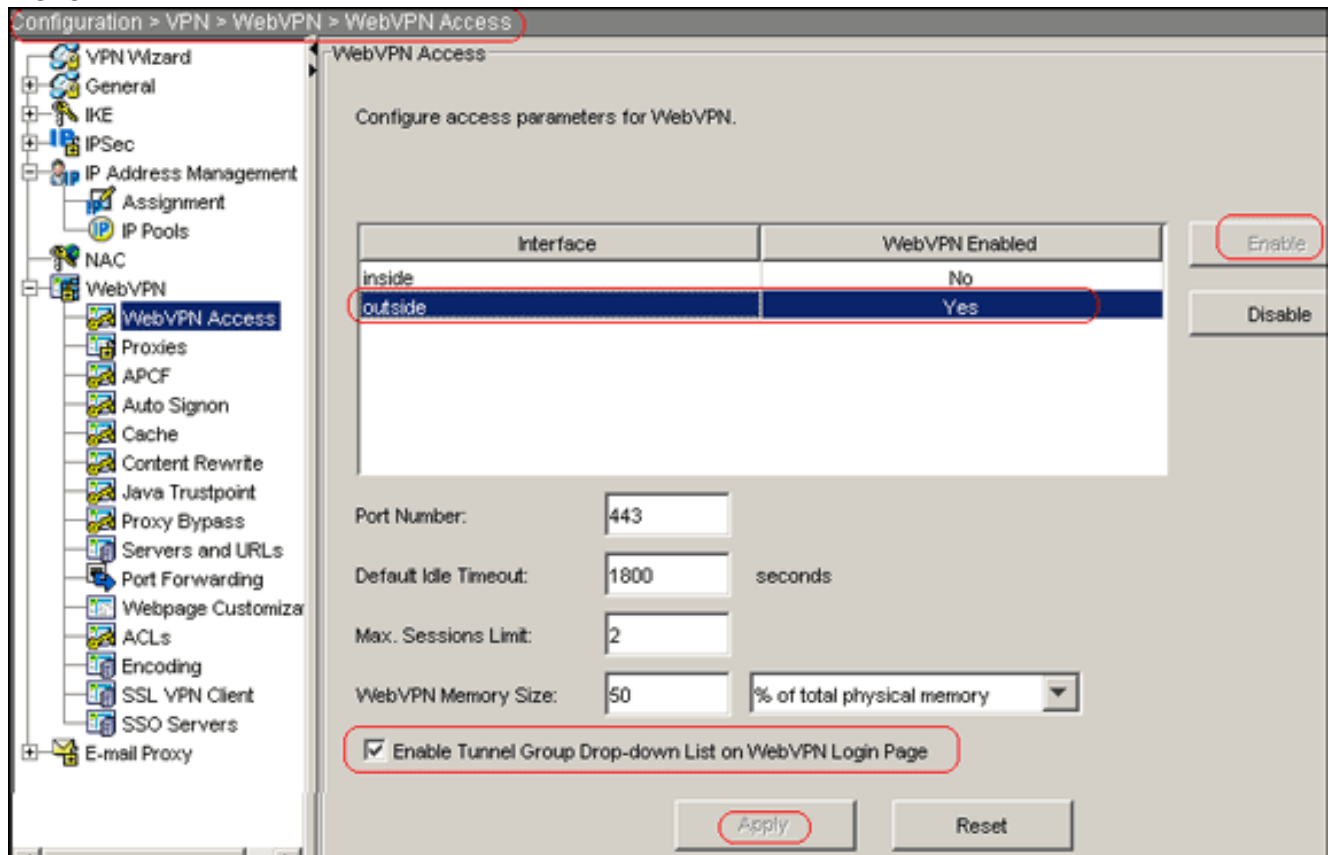 Configuration > VPN > WebVPN > WebVPN Access
VPN Wizard
General
IKE
IPSec
IP Address Management
Assignment
IP Pools
NAC
WebVPN
WebVPN Access
Proxies
APCF
Auto Signon
Cache
Content Rewrite
Java Trustpoint
Proxy Bypass
Servers and URLs
Port Forwarding
Webpage Customiza
ACLs
Encoding
SSL VPN Client
SSO Servers
E-mail Proxy
WebVPN Access
Configure access parameters for WebVPN.
Interface WebVPN Enabled
inside No
outside Yes
Enable
Disable
Port Number: 443
Default Idle Timeout: 1800 seconds
Max. Sessions Limit: 2
WebVPN Memory Size: 50 % of total physical memory
Enable Tunnel Group Drop-down List on WebVPN Login Page
Apply Reset